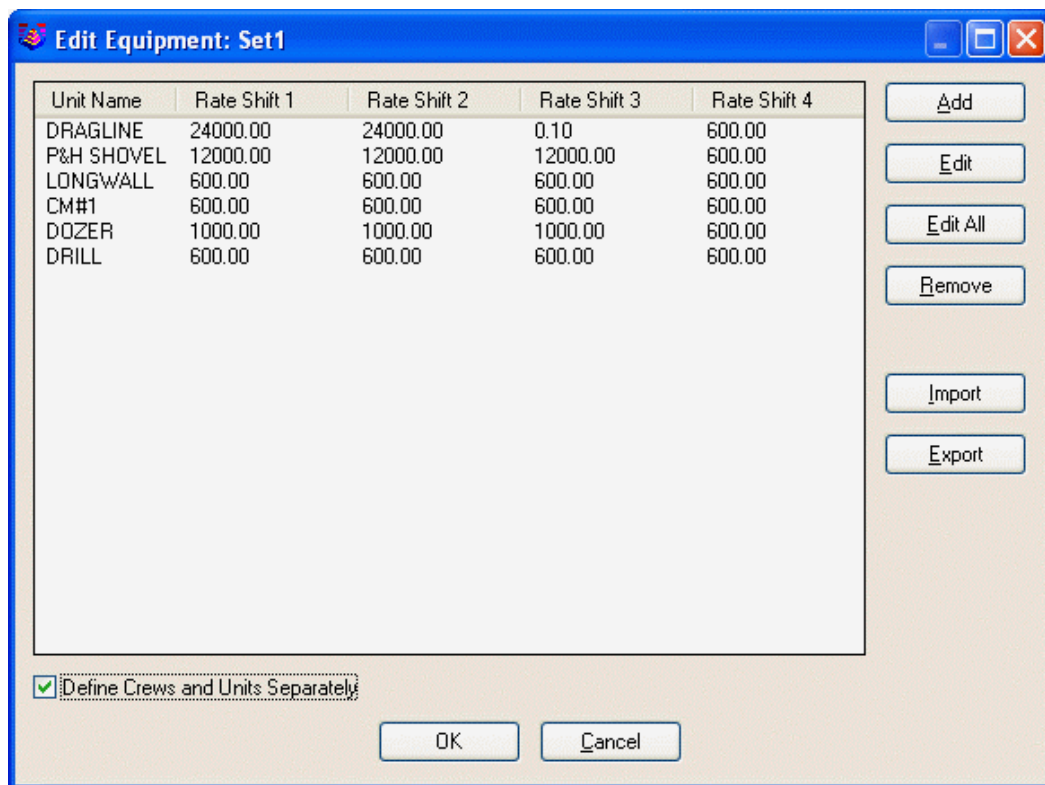 Edit Equipment: Set1
Unit Name Rate Shift 1 Rate Shift 2 Rate Shift 3 Rate Shift 4
DRAGLINE 24000.00 24000.00 0.10 600.00
P&H SHOVEL 12000.00 12000.00 12000.00 600.00
LONGWALL 600.00 600.00 600.00 600.00
CM#1 600.00 600.00 600.00 600.00
DOZER 1000.00 1000.00 1000.00 600.00
DRILL 600.00 600.00 600.00 600.00
Add
Edit
Edit All
Remove
Import
Export
Define Crews and Units Separately
OK Cancel